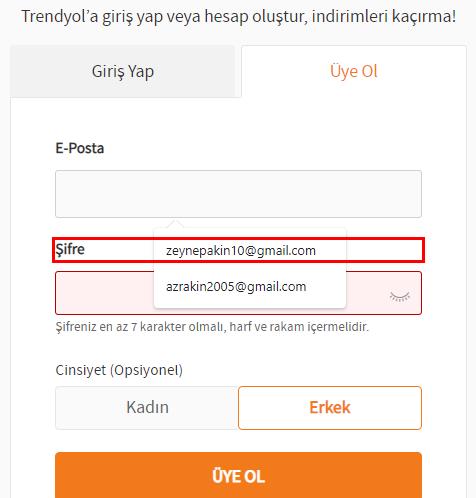 Trendyol’a giriş yap veya hesap oluştur, indirimleri kaçırma!
Giriş Yap
Üye Ol
E-Posta
Şifre
zeynepakin10@gmail.com
azrakin2005@gmail.com
Şifreniz en az 7 karakter olmalı, harf ve rakam içermelidir.
Cinsiyet (Opsiyonel)
Kadın
Erkek
ÜYE OL